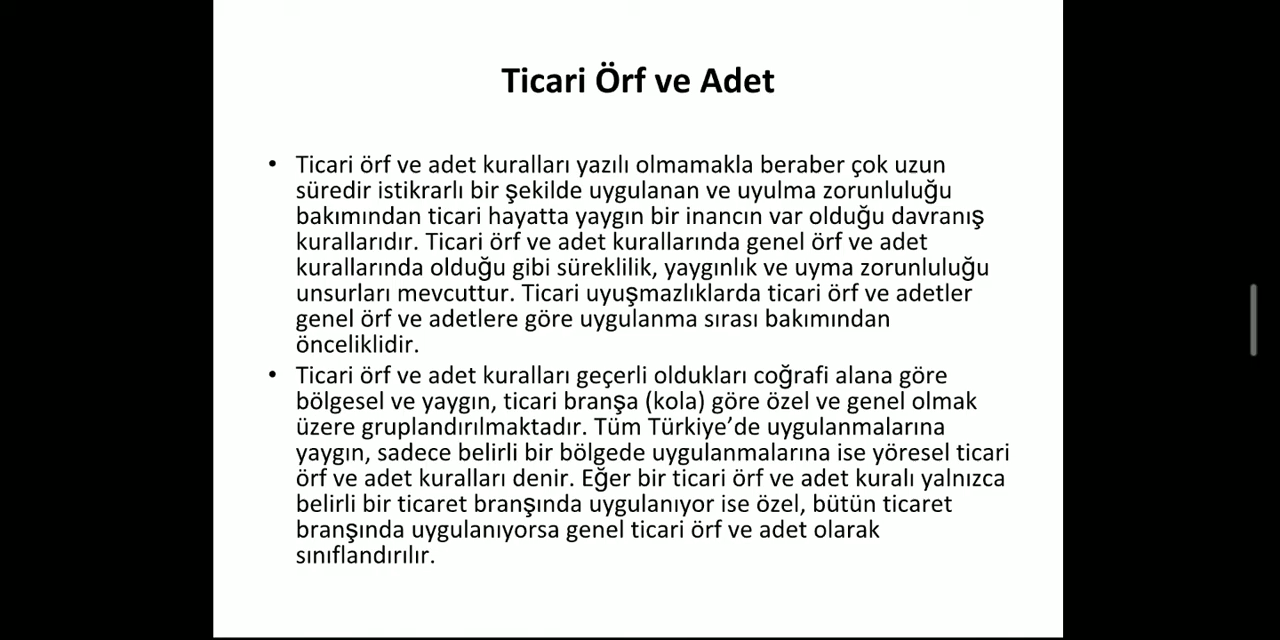 Ticari Örf ve Adet
• Ticari örf ve adet kuralları yazılı olmamakla beraber çok uzun
süredir istikrarlı bir şekilde uygulanan ve uyulma zorunluluğu
bakımından ticari hayatta yaygın bir inancın var olduğu davranış
kurallarıdır. Ticari örf ve adet kurallarında genel örf ve adet
kurallarında olduğu gibi süreklilik, yaygınlık ve uyma zorunluluğu
unsurları mevcuttur. Ticari uyuşmazlıklarda ticari örf ve adetler
genel örf ve adetlere göre uygulanma sırası bakımından
önceliklidir.
• Ticari örf ve adet kuralları geçerli oldukları coğrafi alana göre
bölgesel ve yaygın, ticari branşa (kola) göre özel ve genel olmak
üzere gruplandırılmaktadır. Tüm Türkiye’de uygulanmalarına
yaygın, sadece belirli bir bölgede uygulanmalarına ise yöresel ticari
örf ve adet kuralları denir. Eğer bir ticari örf ve adet kuralı yalnızca
belirli bir ticaret branşında uygulanıyor ise özel, bütün ticaret
branşında uygulanıyorsa genel ticari örf ve adet olarak
sınıflandırılır.